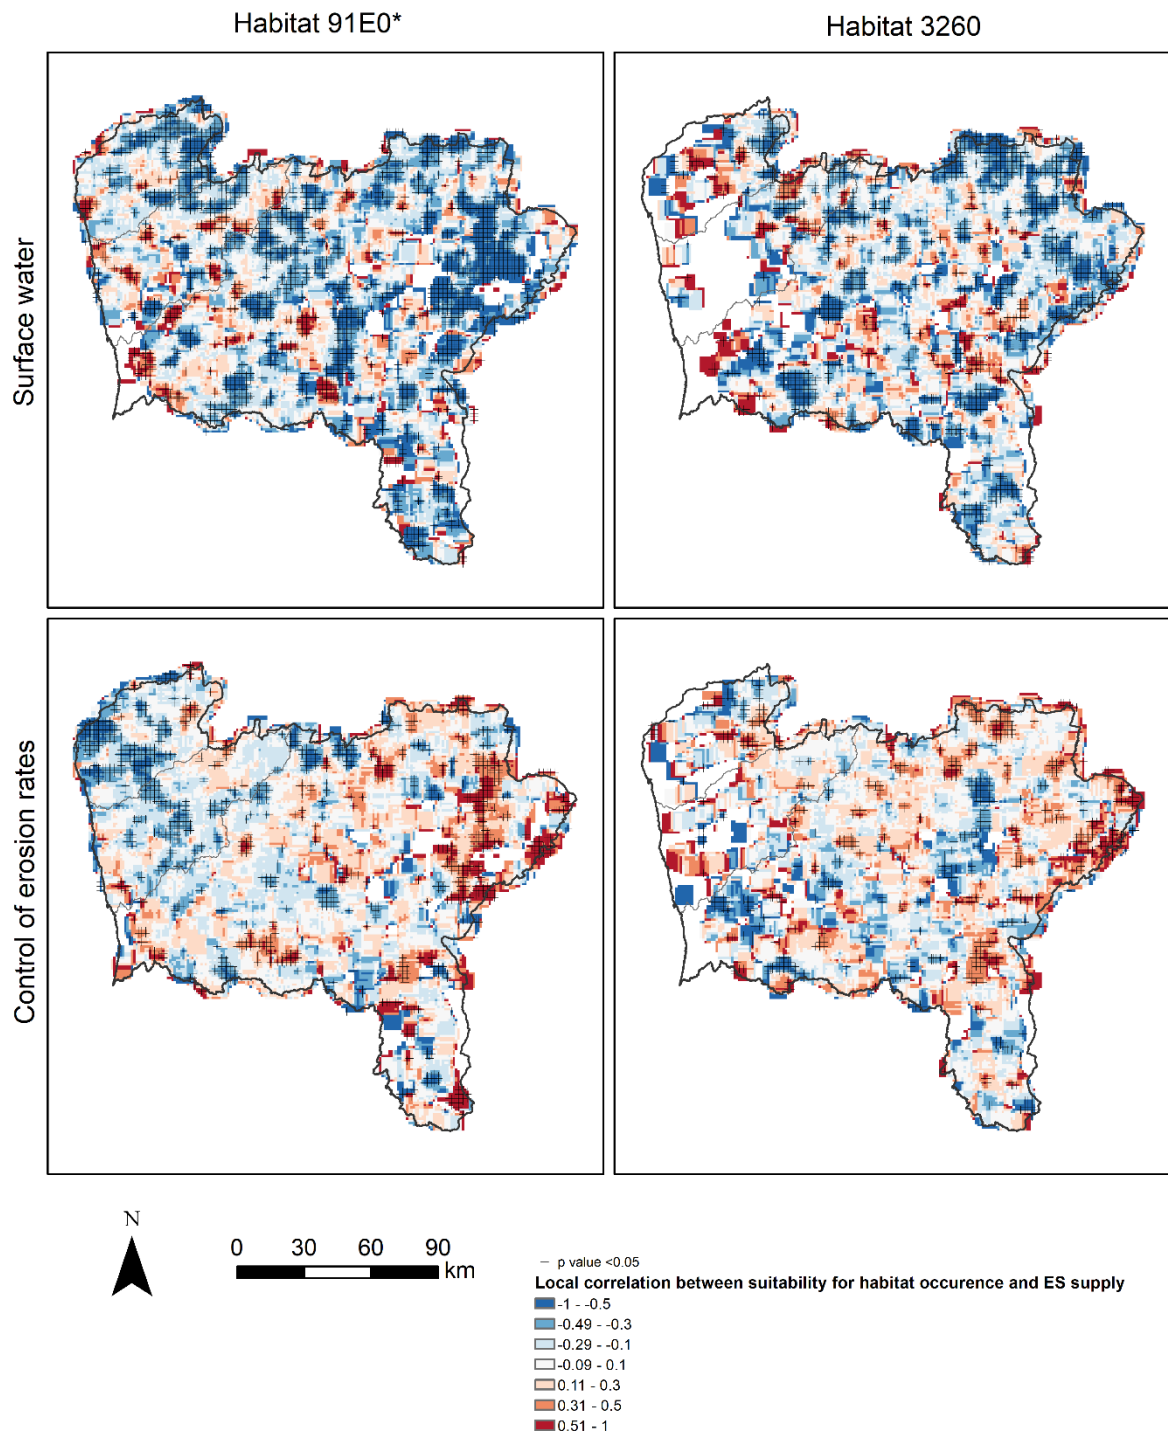 Habitat 91E0*
Habitat 3260
Surface water
Control of erosion rates
N
0 30 60 90
km
p value <0.05
Local correlation between suitability for habitat occurence and ES supply
-1 - -0.5
-0.49 - -0.3
-0.29 - -0.1
-0.09 - 0.1
0.11 - 0.3
0.31 - 0.5
0.51 - 1